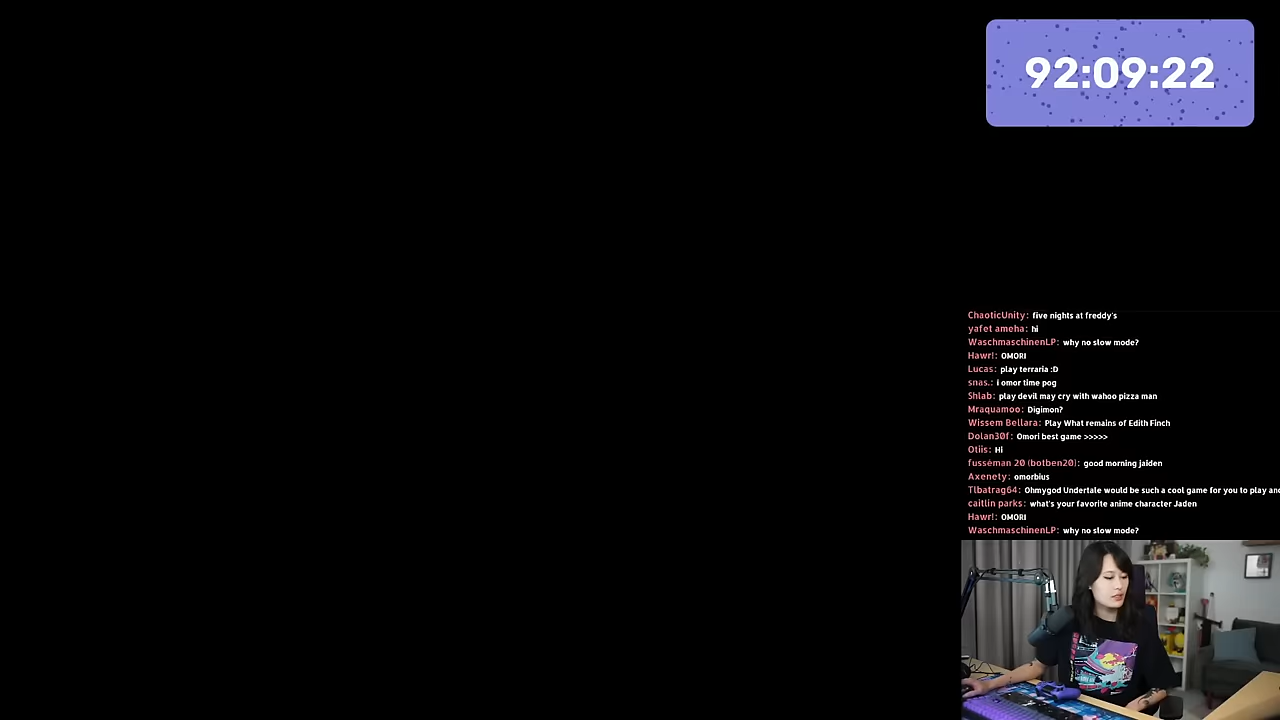 92:09:22
ChaoticUnity: five nights at freddy's
yafet ameha: hi
WaschmaschinenLP: why no slow mode?
Hawr!: OMORI
Lucas: play terraria :D
snas.: i omor time pog
Shlab: play devil may cry with wahoo pizza man
Mraquamoo: Digimon?
Wissem Bellara: Play What remains of Edith Finch
Dolan30f: Omori best game >>>>>
Otiis: Hi
fusséman 20 (botben20): good morning jaiden
Axenety: omorbius
Tlbatrag64: Ohmygod Undertale would be such a cool game for you to play and
caitlin parks: what's your favorite anime character Jaden
Hawr!: OMORI
WaschmaschinenLP: why no slow mode?